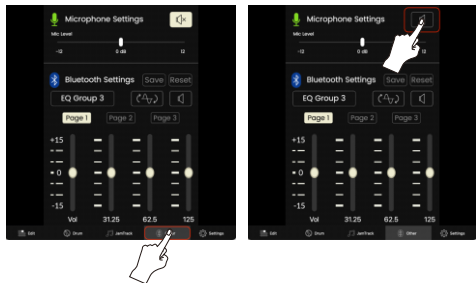 Microphone Settings
Mic Level
-12 0 dB 12
Bluetooth Settings Save Reset
EQ Group 3
Page 1 Page 2 Page 3
+15
0
-15
Vol 31.25 62.5 125
Edit Drum JamTrack Settings
Microphone Settings
Mic Level
-12 0 dB 12
Bluetooth Settings Save Reset
EQ Group 3
Page 1 Page 2 Page 3
+15
0
-15
Vol 31.25 62.5 125
Edit Drum JamTrack Other Settings